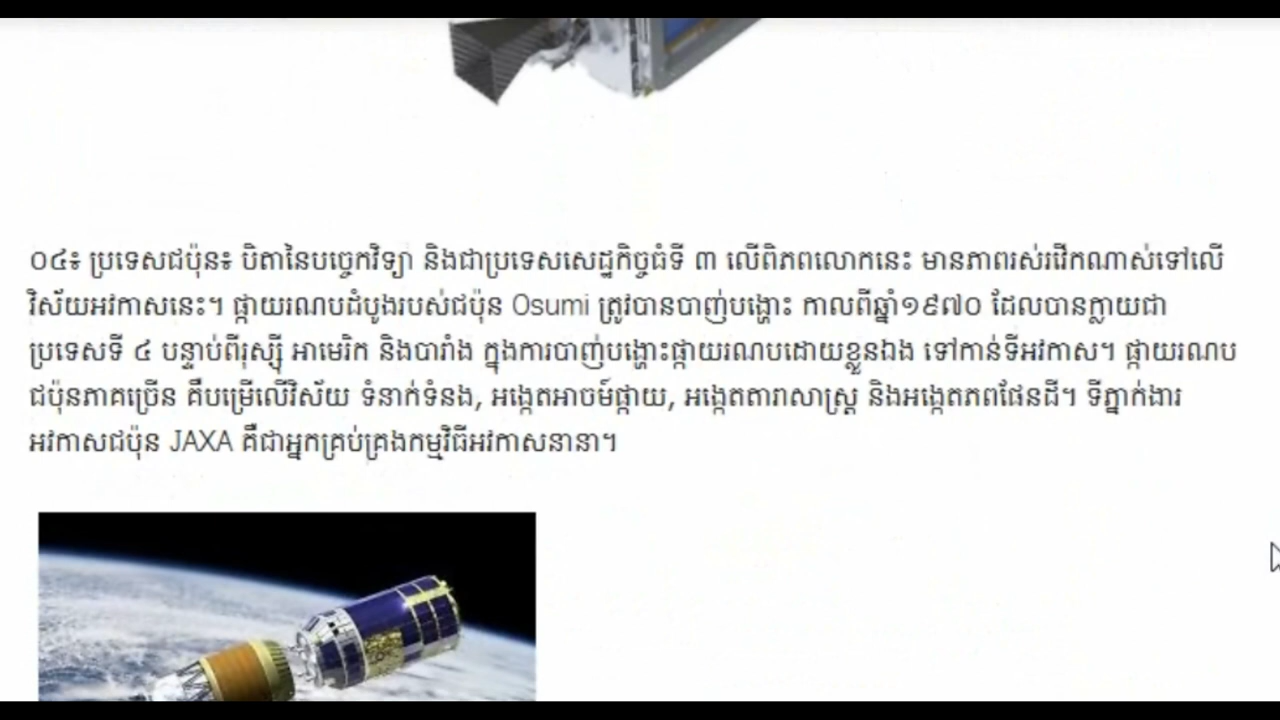 ០៤៖ ប្រទេសជប៉ុន៖ បិតានៃបច្ចេកវិទ្យា និងជាប្រទេសសេដ្ឋកិច្ចធំទី ៣ លើពិភពលោកនេះ មានភាពរស់រវើកណាស់ទៅលើ
វិស័យអវកាសនេះ។ ផ្កាយរណបដំបូងរបស់ជប៉ុន Osumi ត្រូវបានបាញ់បង្ហោះ កាលពីឆ្នាំ១៩៧០ ដែលបានក្លាយជា
ប្រទេសទី ៤ បន្ទាប់ពីរុស្ស៊ី អាមេរិក និងបារាំង ក្នុងការបាញ់បង្ហោះផ្កាយរណបដោយខ្លួនឯង ទៅកាន់ទីអវកាស។ ផ្កាយរណប
ជប៉ុនភាគច្រើន គឺបម្រើលើវិស័យ ទំនាក់ទំនង, អង្កេតអាចម៍ផ្កាយ, អង្កេតតារាសាស្ត្រ និងអង្កេតភពផែនដី។ ទីភ្នាក់ងារ
អវកាសជប៉ុន JAXA គឺជាអ្នកគ្រប់គ្រងកម្មវិធីអវកាសនានា។